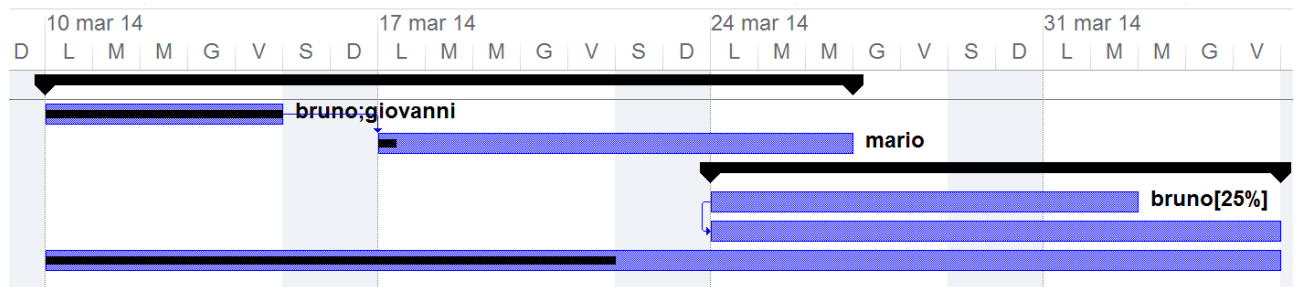 10 mar 14 17 mar 14 24 mar 14 31 mar 14
D L M M G V S D L M M G V S D L M M G V S D L M M G V
bruno;giovanni
mario
bruno[25%]